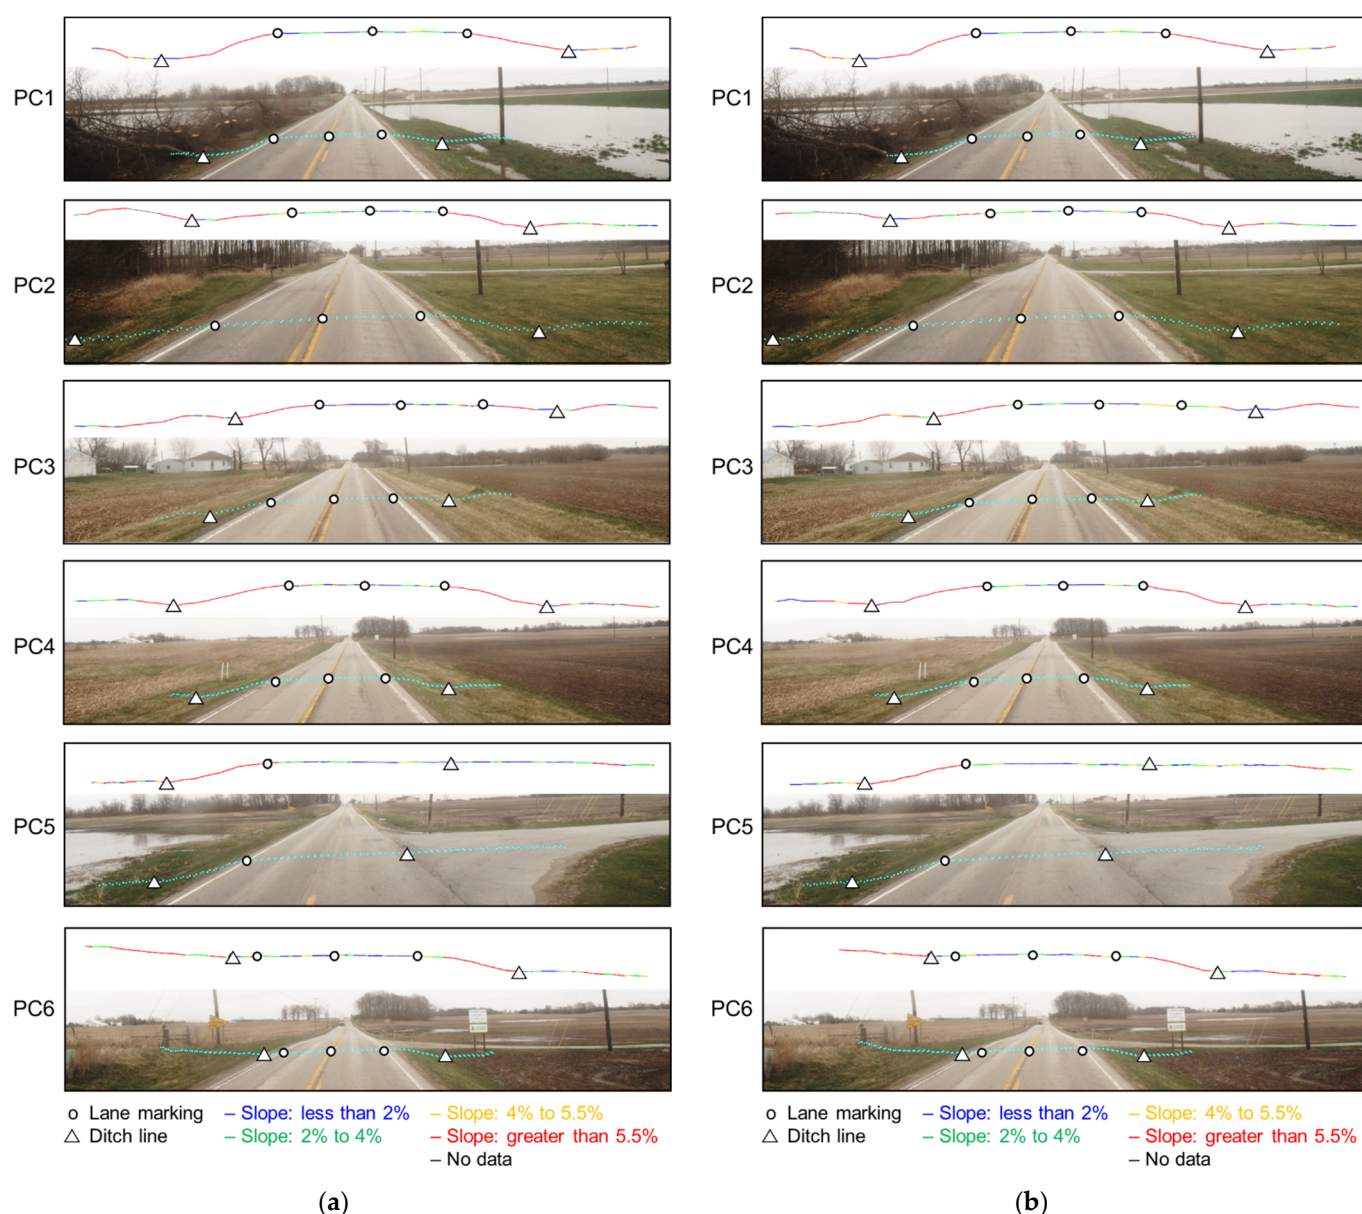 PC1 PC1
PC2 PC2
PC3 PC3
PC4 PC4
PC5 PC5
PC6 PC6
Lane marking – Slope: less than 2% – Slope: 4% to 5.5% Lane marking – Slope: less than 2% – Slope: 4% to 5.5%
Ditch line – Slope: 2% to 4% – Slope: greater than 5.5% Ditch line – Slope: 2% to 4% – Slope: greater than 5.5%
– No data – No data
(a) (b)